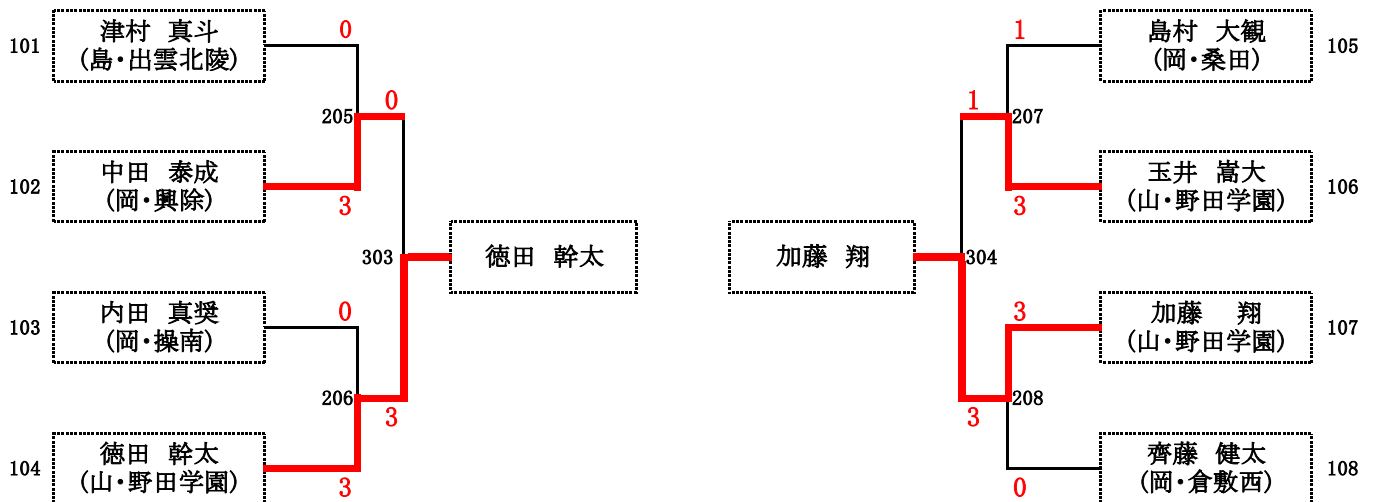 101
津村 真斗
(島・出雲北陵)
0
205
0
102
中田 泰成
(岡・興除)
3
303
徳田 幹太
103
内田 真奨
(岡・操南)
0
206
3
104
徳田 幹太
(山・野田学園)
3
1
島村 大観
(岡・桑田)
105
1
207
3
玉井 嵩大
(山・野田学園)
106
加藤 翔
304
3
加藤 翔
(山・野田学園)
107
3
208
0
齊藤 健太
(岡・倉敷西)
108